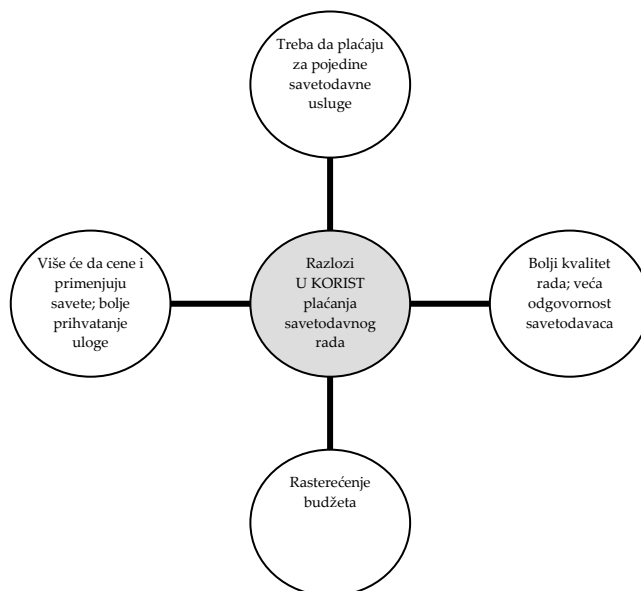 Treba da plaćaju
za pojedine
savetodavne
usluge
Više će da cene i
primenjuju
savete; bolje
prihvatanje
uloge
Razlozi
U KORIST
plaćanja
savetodavnog
rada
Bolji kvalitet
rada; veća
odgovornost
savetodavaca
Rasterećenje
budžeta